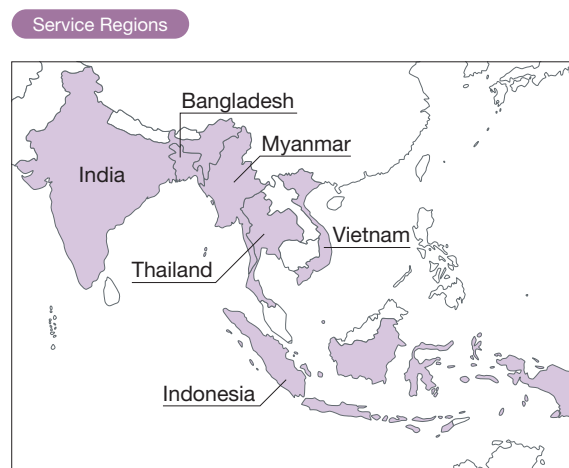 Service Regions
Bangladesh
Myanmar
India
Vietnam
Thailand
Indonesia